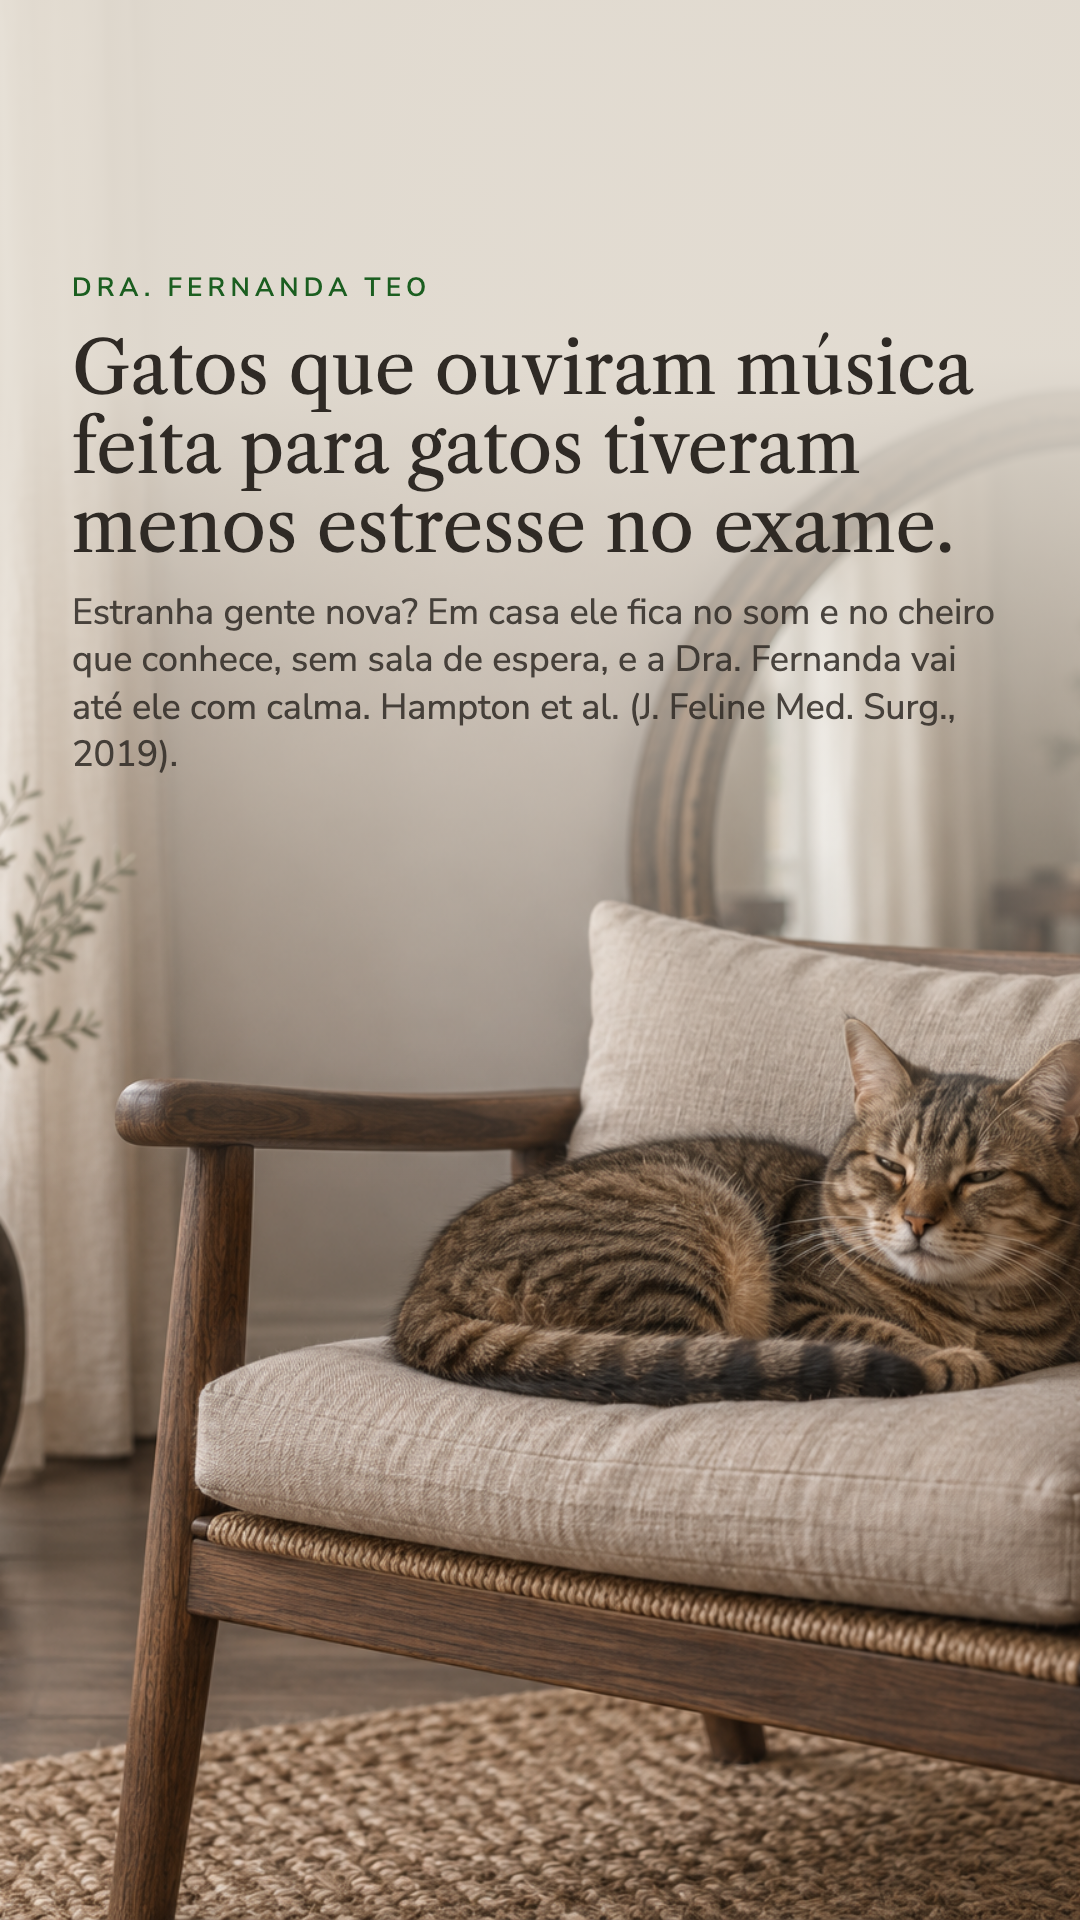 DRA. FERNANDA TEO
Gatos que ouviram música
feita para gatos tiveram
menos estresse no exame.
Estranha gente nova? Em casa ele fica no som e no cheiro
que conhece, sem sala de espera, e a Dra. Fernanda vai
até ele com calma. Hampton et al. (J. Feline Med. Surg.,
2019).